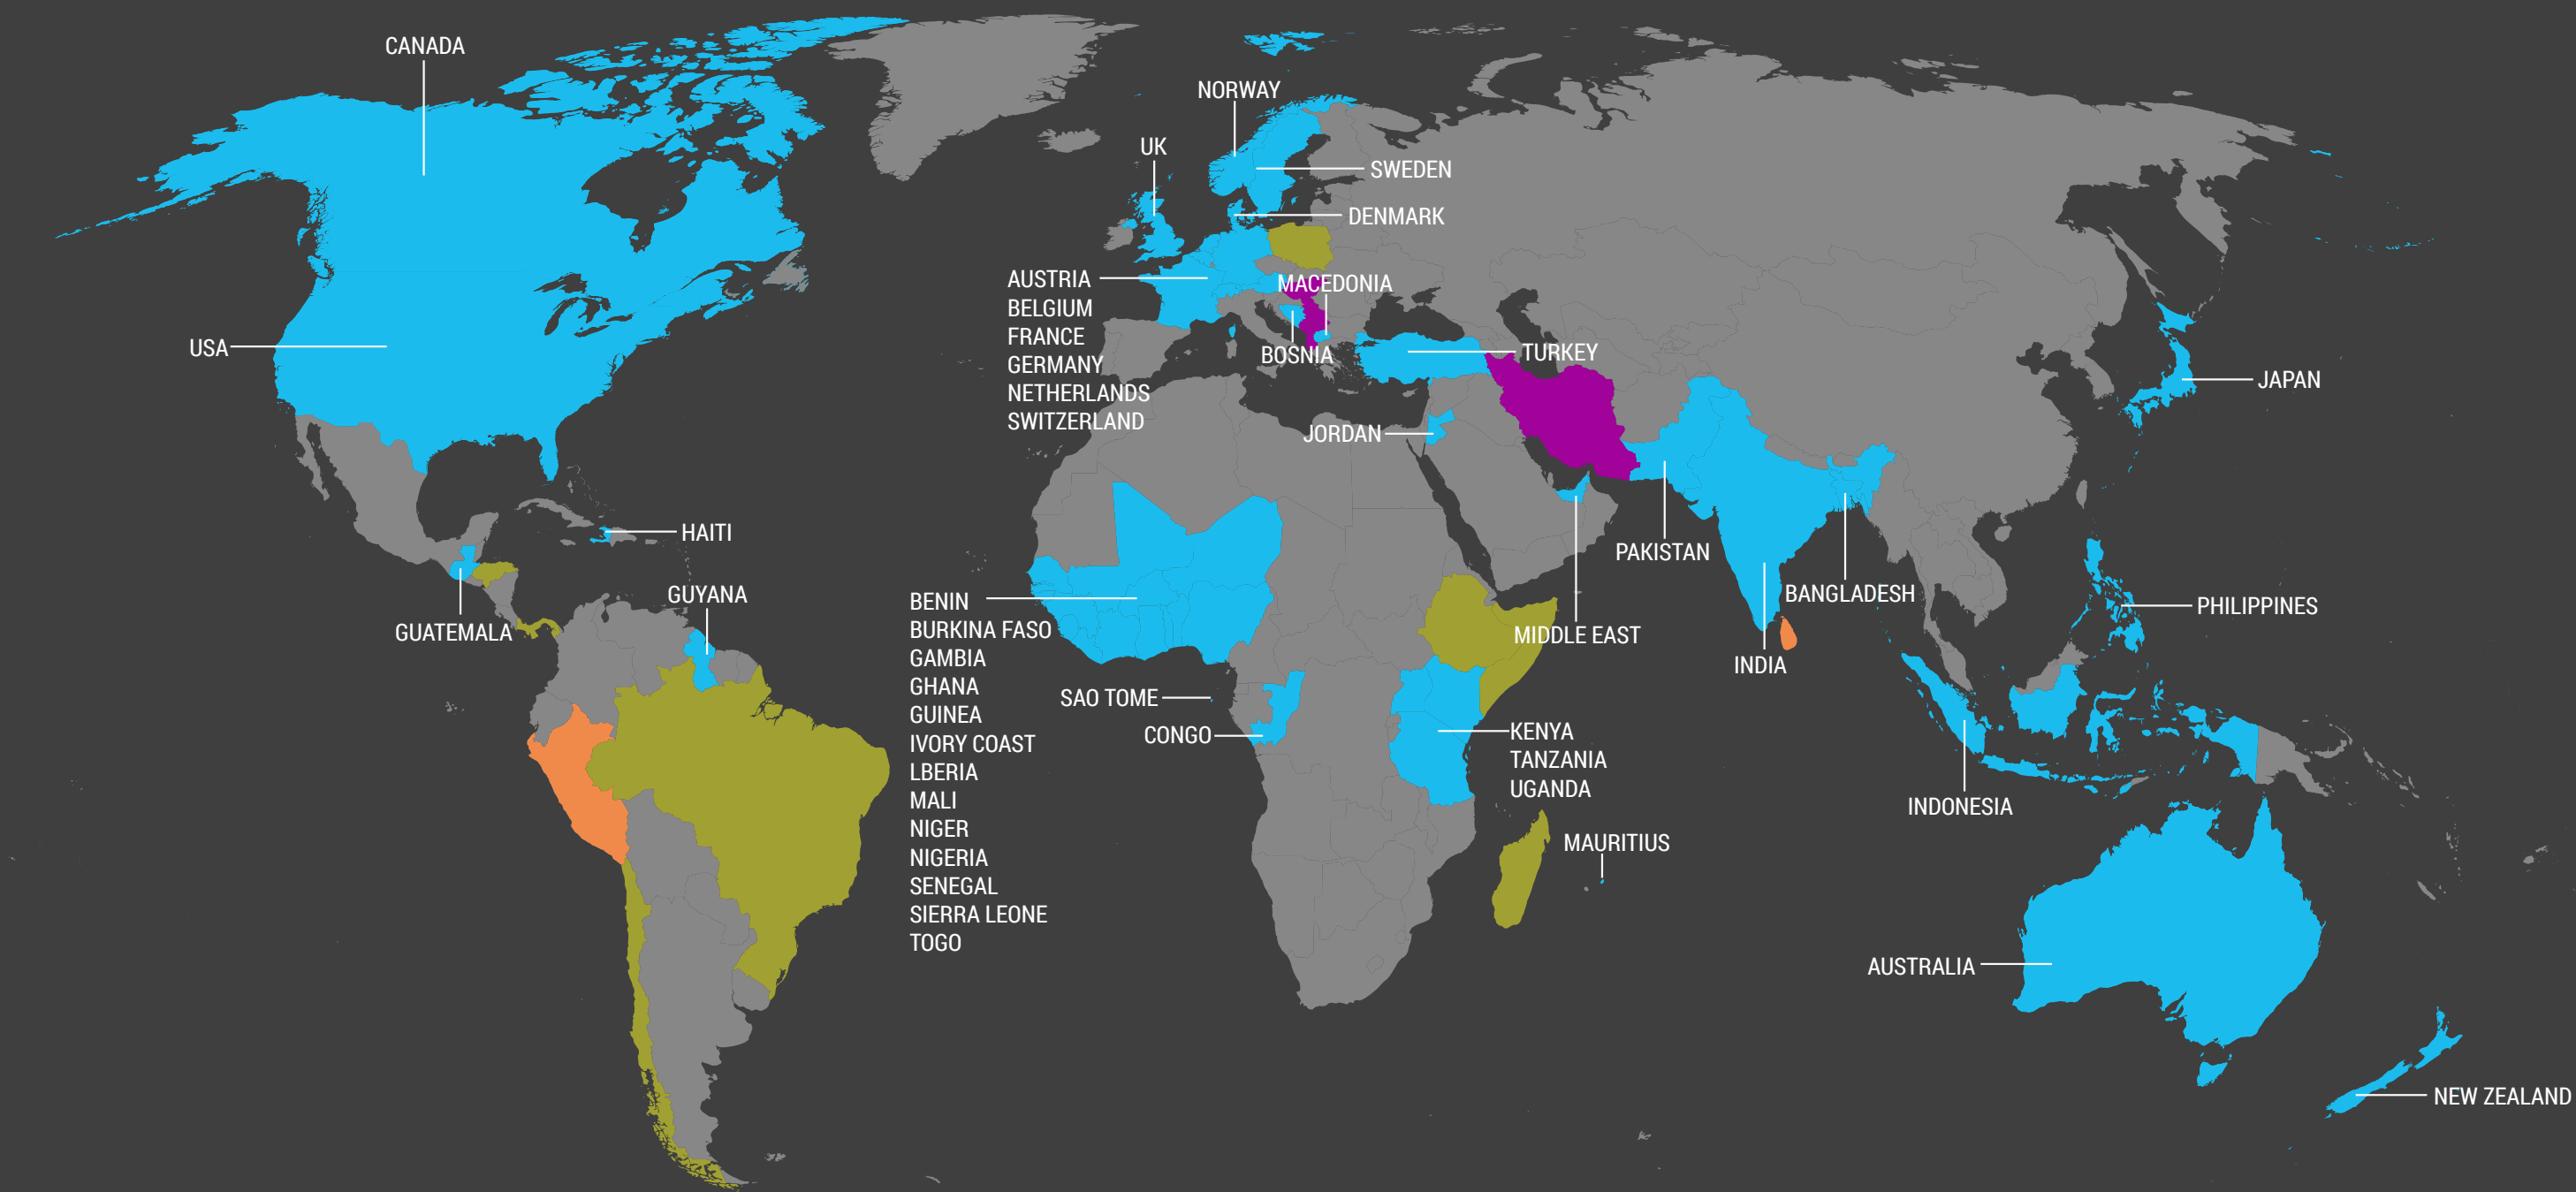 CANADA
NORWAY
UK
SWEDEN
DENMARK
AUSTRIA
BELGIUM
FRANCE
GERMANY
NETHERLANDS
SWITZERLAND
MACEDONIA
BOSNIA
TURKEY
USA
JAPAN
JORDAN
HAITI
PAKISTAN
GUYANA
BANGLADESH
PHILIPPINES
GUATEMALA
MIDDLE EAST
INDIA
BENIN
BURKINA FASO
GAMBIA
GHANA
GUINEA
IVORY COAST
LBERIA
MALI
NIGER
NIGERIA
SENEGAL
SIERRA LEONE
TOGO
SAO TOME
CONGO
KENYA
TANZANIA
UGANDA
INDONESIA
MAURITIUS
AUSTRALIA
NEW ZEALAND